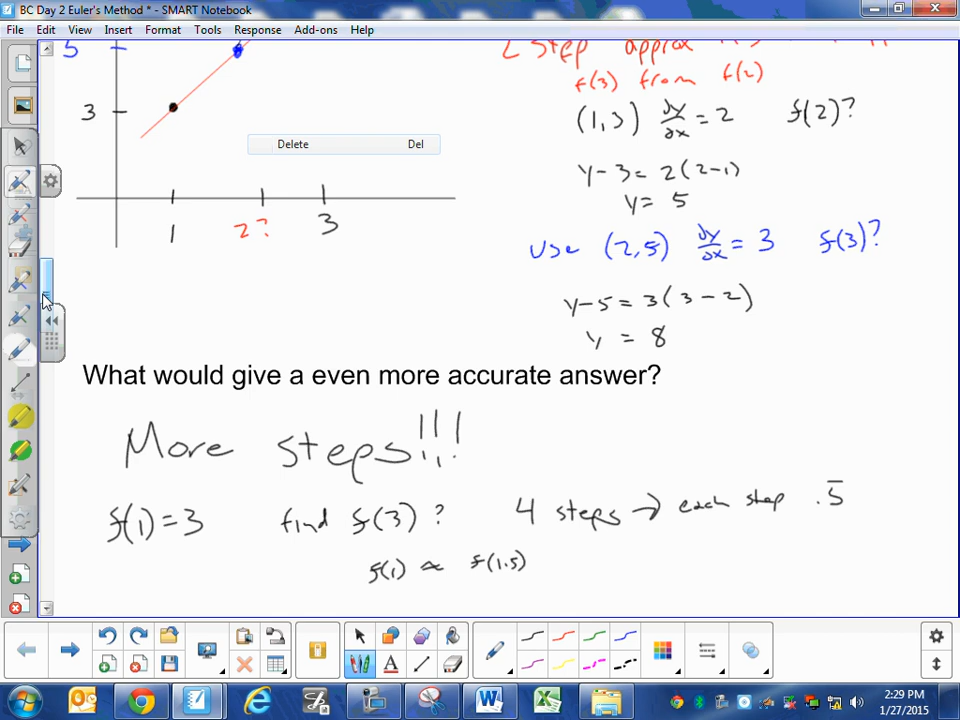 BC Day 2 Euler's Method * - SMART Notebook
File Edit View Insert Format Tools Response Add-ons Help
5
3
Delete Del
1 2? 3
2 step approx
f(3) from f(2)
(1,3) dy/dx = 2 f(2)?
y-3 = 2(2-1)
y = 5
Use (2,5) dy/dx = 3 f(3)?
y-5 = 3(3-2)
y = 8
What would give a even more accurate answer?
More steps!!!
f(1)=3 find f(3)? 4 steps → each step .5
f(1) ≈ f(1.5)
A
2:29 PM
1/27/2015